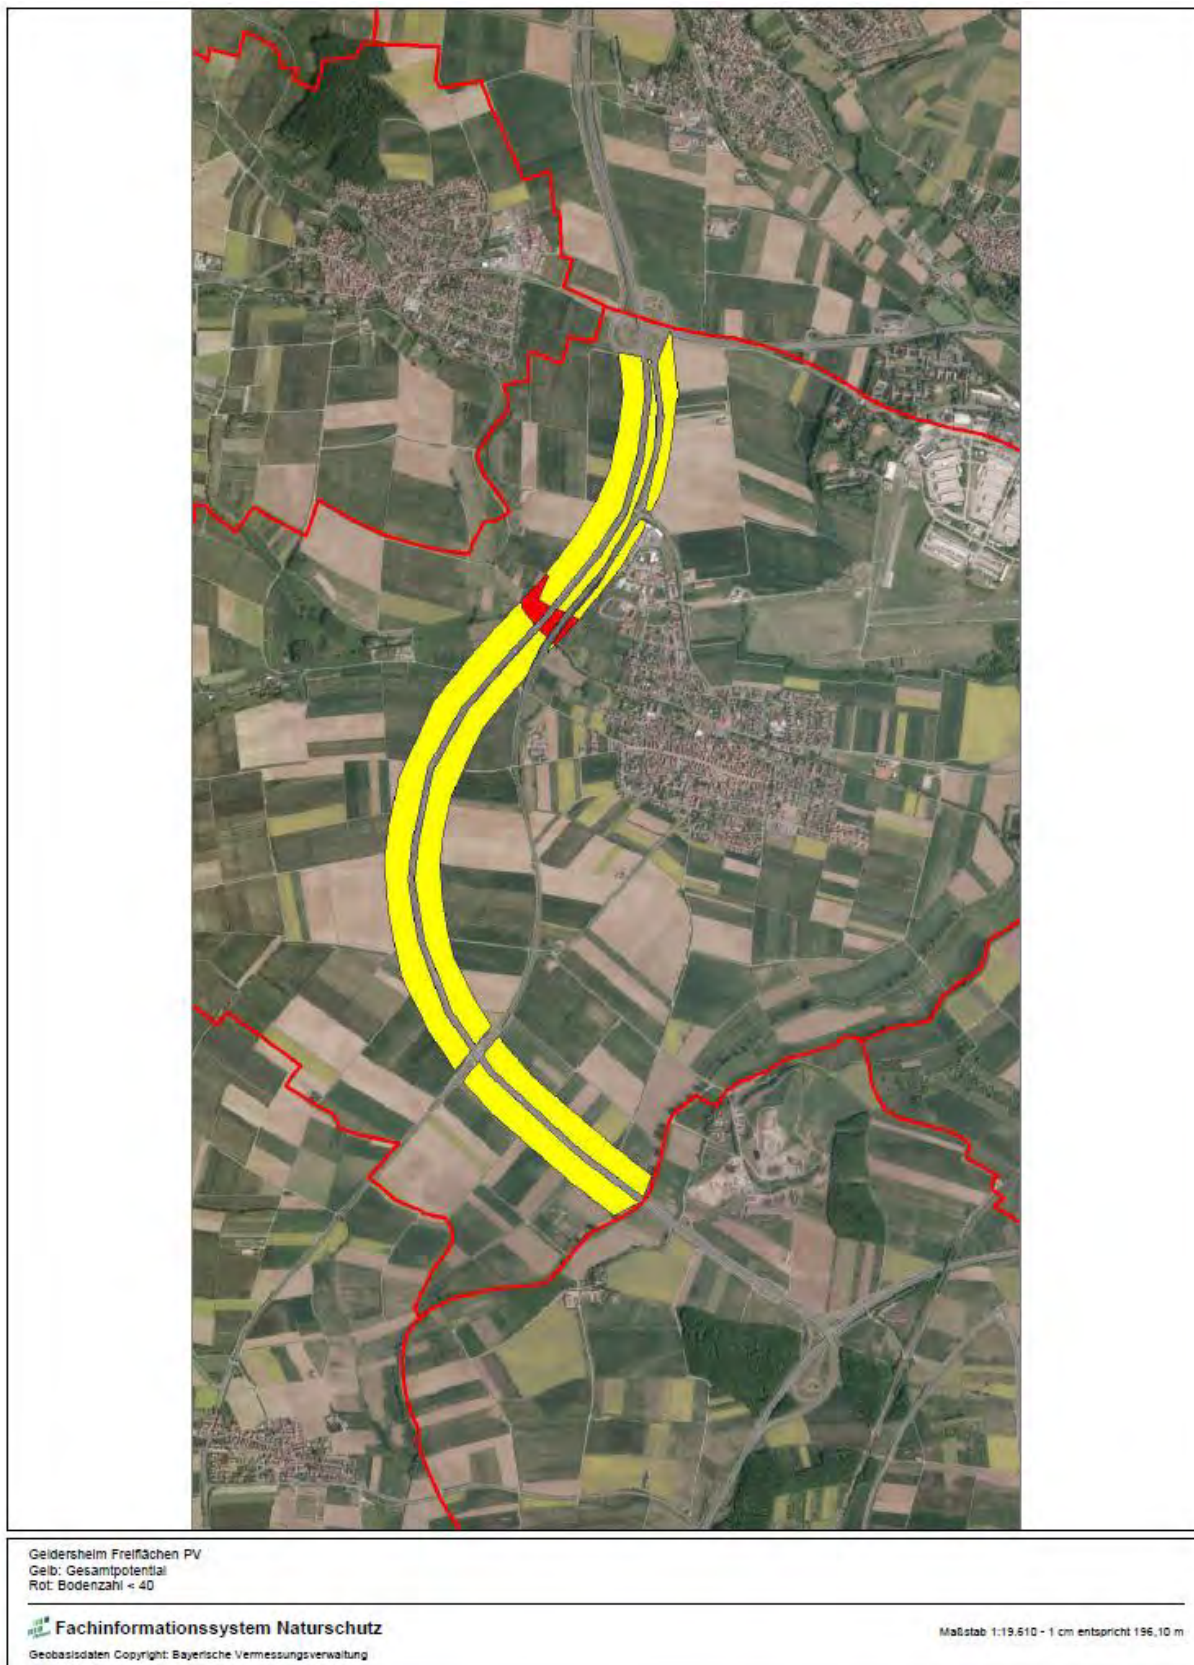 Geldersheim Freiflächen PV
Gelb: Gesamtpotential
Rot: Bodenzahl < 40
Fachinformationssystem Naturschutz
Maßstab 1:19.610 - 1 cm entspricht 196,10 m
Geobasisdaten Copyright: Bayerische Vermessungsverwaltung